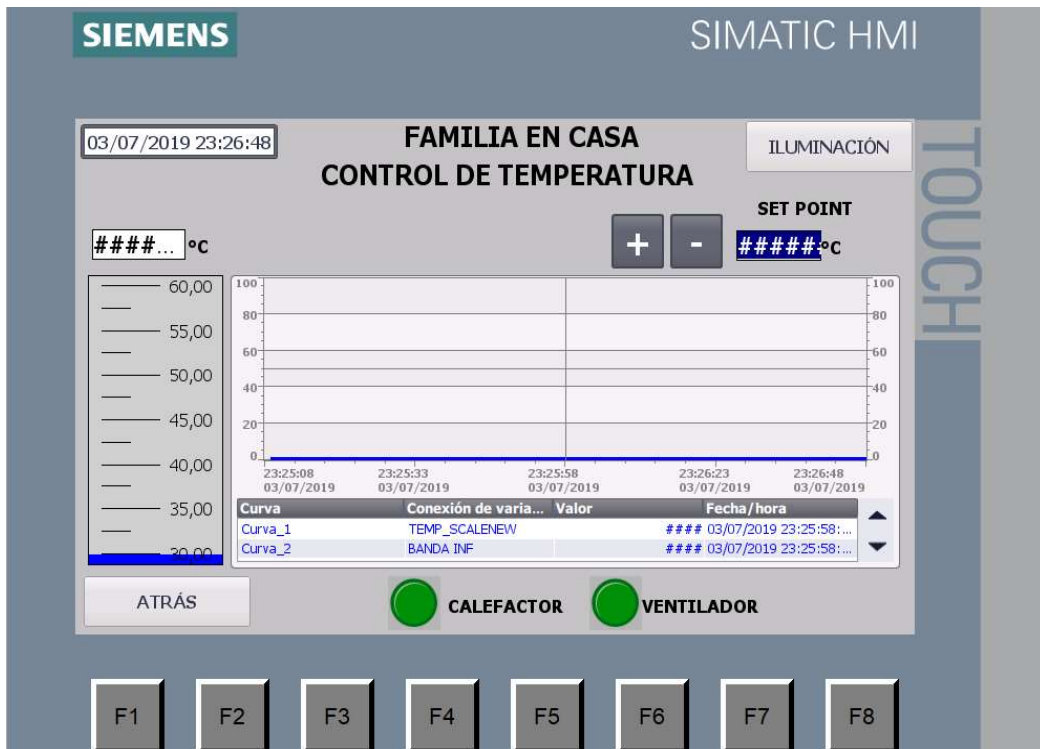 SIEMENS
SIMATIC HMI
TOUCH
03/07/2019 23:26:48
FAMILIA EN CASA
CONTROL DE TEMPERATURA
ILUMINACIÓN
SET POINT
####... ºC
+
-
##### ºC
60,00
55,00
50,00
45,00
40,00
35,00
30,00
100 100
80 80
60 60
40 40
20 20
0 0
23:25:08 23:25:33 23:25:58 23:26:23 23:26:48
03/07/2019 03/07/2019 03/07/2019 03/07/2019 03/07/2019
Curva Conexión de varia... Valor Fecha/hora
Curva_1 TEMP_SCALENEW #### 03/07/2019 23:25:58:...
Curva_2 BANDA INF #### 03/07/2019 23:25:58:...
ATRÁS
CALEFACTOR
VENTILADOR
F1 F2 F3 F4 F5 F6 F7 F8